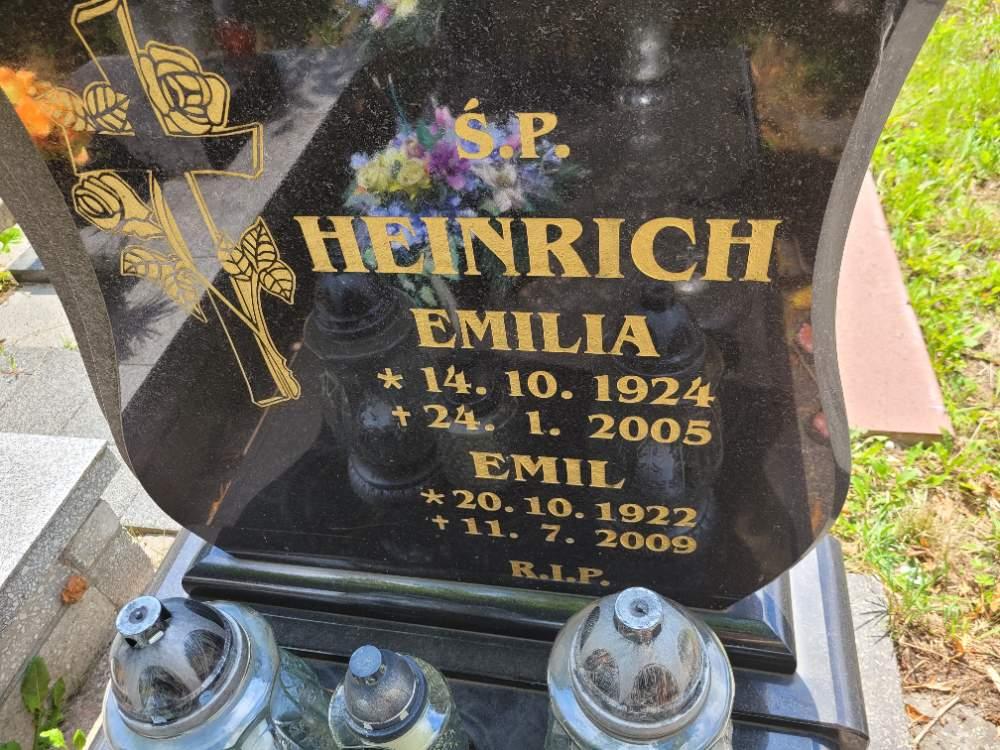 Ś.P.
HEINRICH
EMILIA
* 14. 10. 1924
+ 24. 1. 2005
EMIL
* 20. 10. 1922
+ 11. 7. 2009
R.I.P.